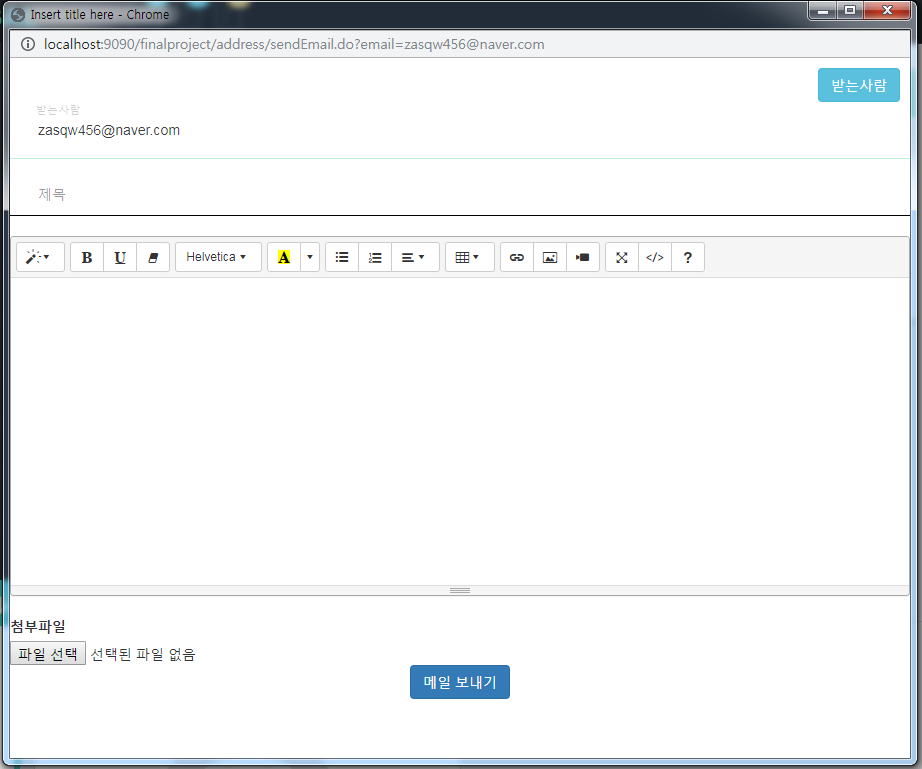 Insert title here - Chrome
localhost:9090/finalproject/address/sendEmail.do?email=zasqw456@naver.com
받는사람
받는사람
zasqw456@naver.com
제목
B U Helvetica A </> ?
첨부파일
파일 선택 선택된 파일 없음
메일 보내기